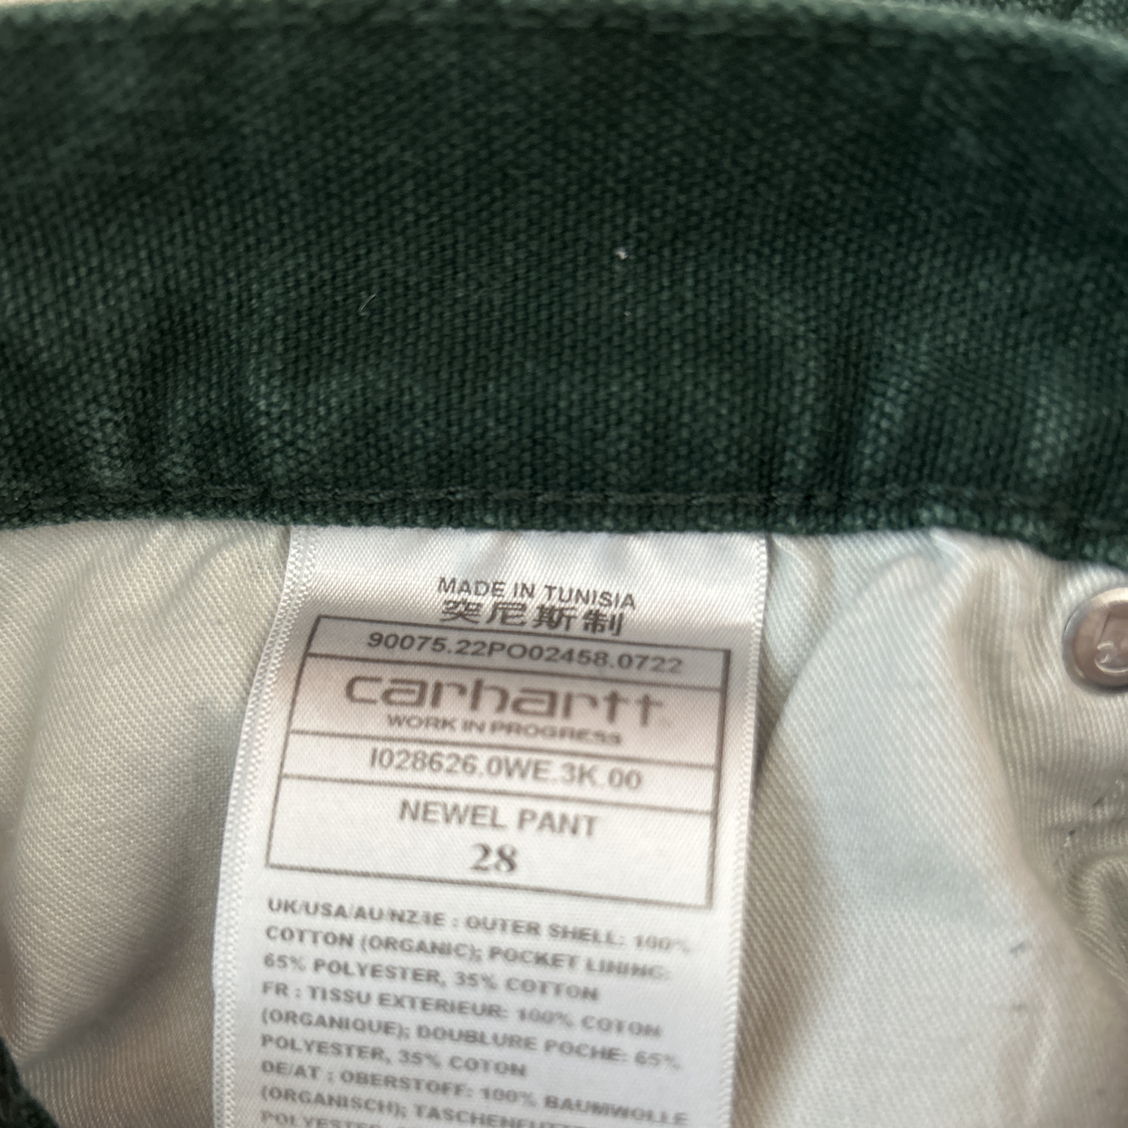 MADE IN TUNISIA
突尼斯制
90075.22PO02458.0722
carhartt
WORK IN PROGRESS
I028626.0WE.3K.00
NEWEL PANT
28
UK/USA/AU/NZ/IE : OUTER SHELL: 100%
COTTON (ORGANIC); POCKET LINING:
65% POLYESTER, 35% COTTON
FR : TISSU EXTERIEUR: 100% COTON
(ORGANIQUE); DOUBLURE POCHE: 65%
POLYESTER, 35% COTON
DE/AT : OBERSTOFF: 100% BAUMWOLLE
(ORGANISCH);
POLYESTER,